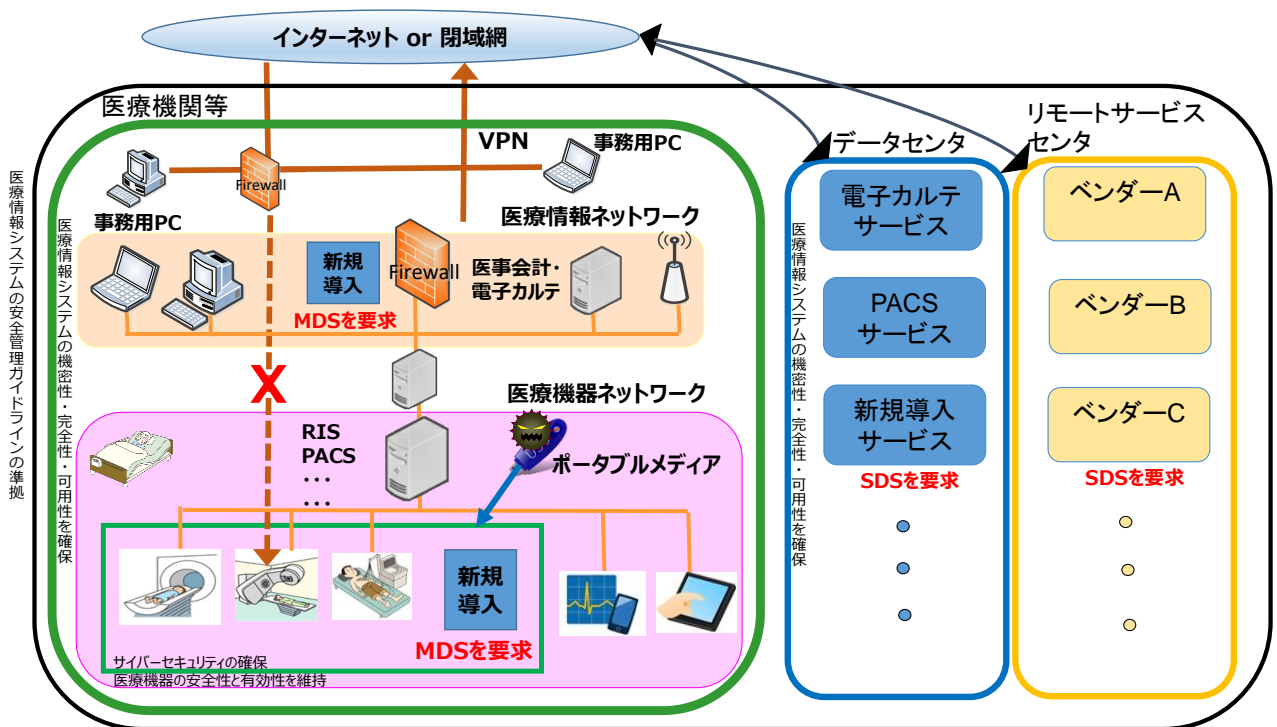 インターネット or 閉域網
医療機関等
医療情報システムの安全管理ガイドラインの準拠
医療情報システムの機密性・完全性・可用性を確保
VPN
事務用PC
Firewall
事務用PC
医療情報ネットワーク
新規
導入
MDSを要求
Firewall
医事会計・
電子カルテ
X
医療機器ネットワーク
RIS
PACS
・・・
・・・
ポータブルメディア
新規
導入
MDSを要求
サイバーセキュリティの確保
医療機器の安全性と有効性を維持
データセンタ
医療情報システムの機密性・完全性・可用性を確保
電子カルテ
サービス
PACS
サービス
新規導入
サービス
SDSを要求
リモートサービス
センタ
ベンダーA
ベンダーB
ベンダーC
SDSを要求